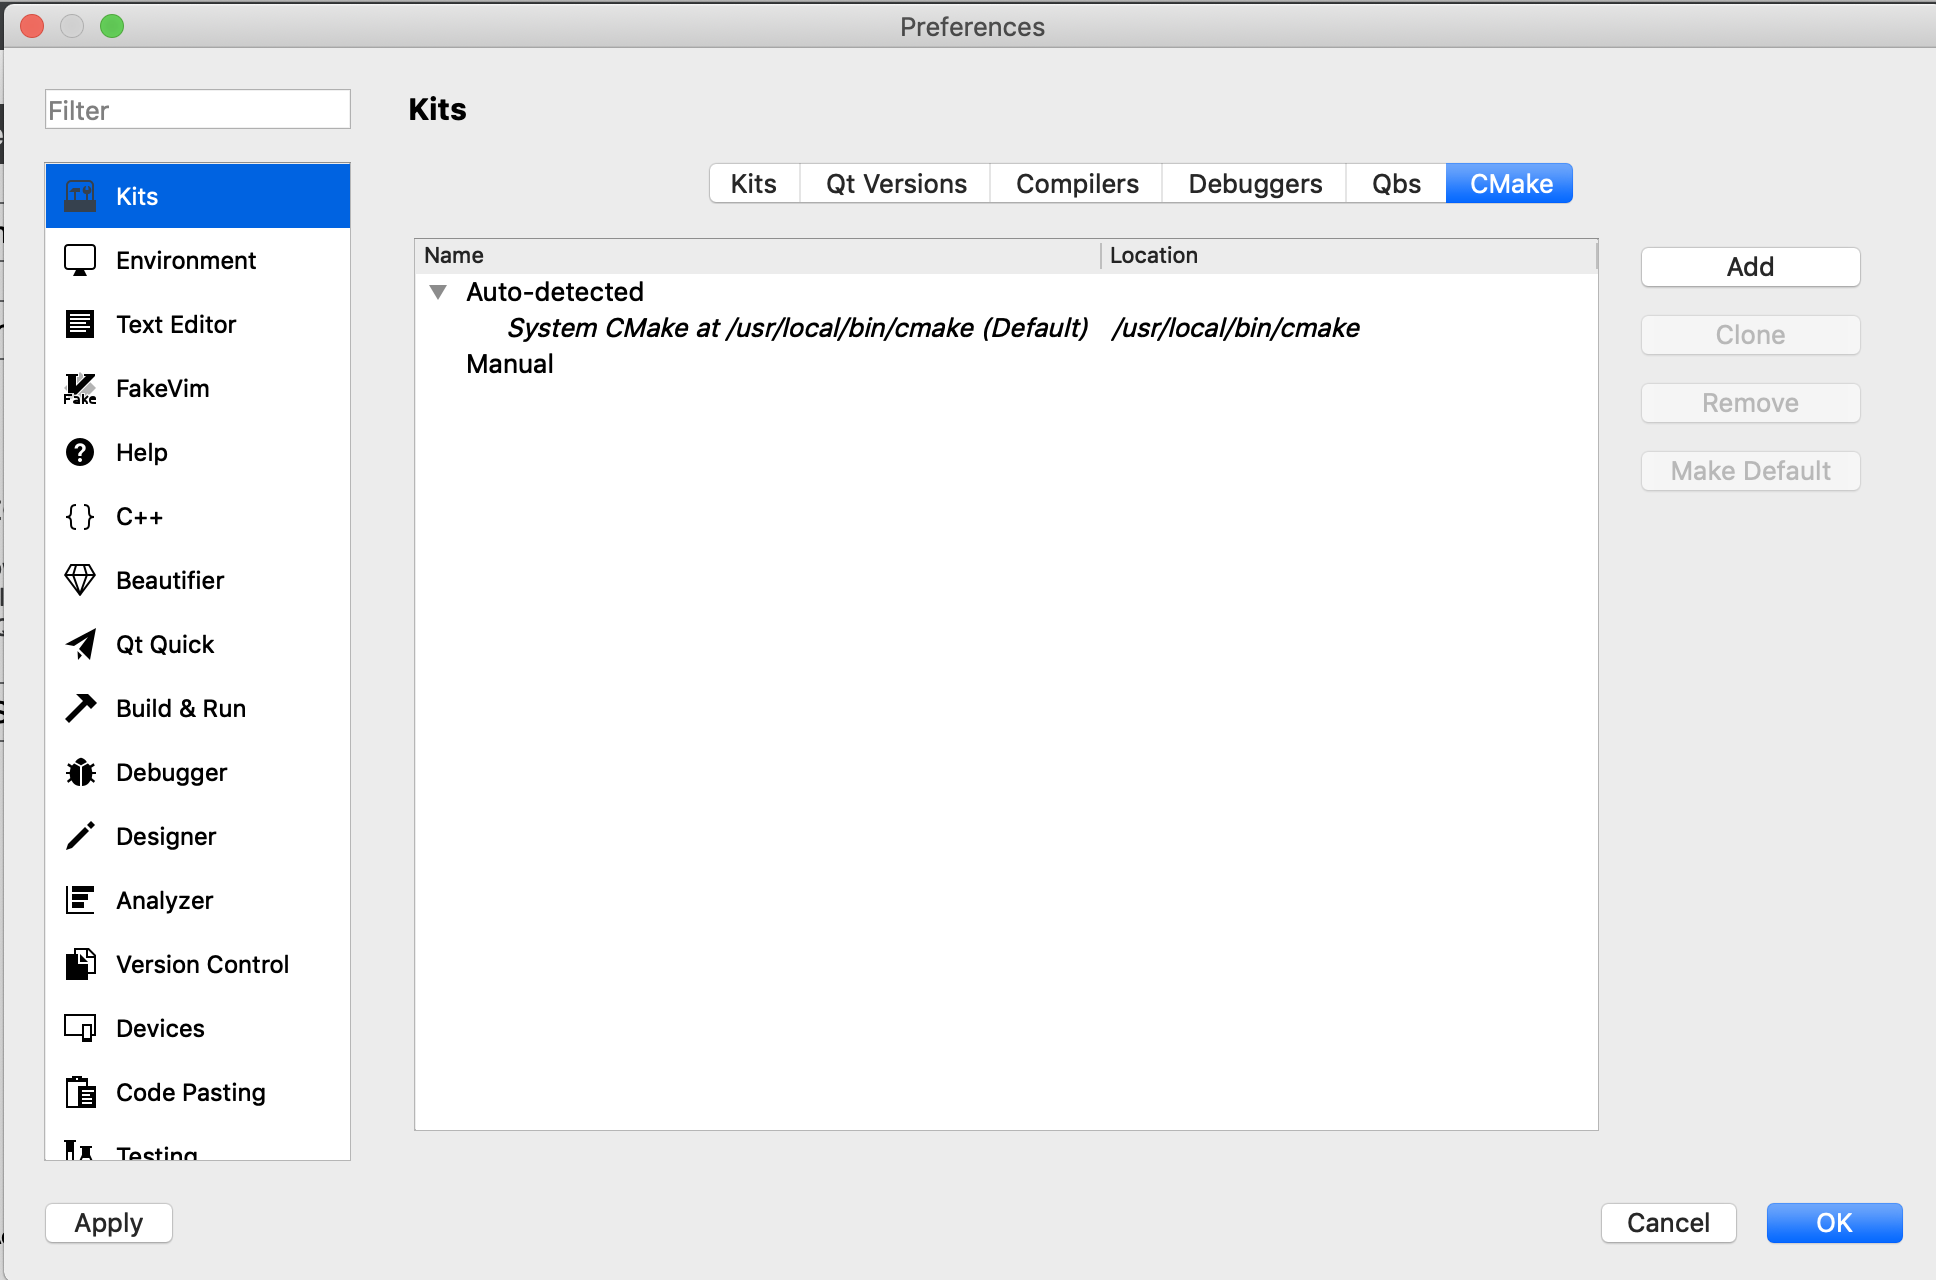 Preferences
Filter
Kits
Kits
Environment
Text Editor
FakeVim
Fake
Help
C++
Beautifier
Qt Quick
Build & Run
Debugger
Designer
Analyzer
Version Control
Devices
Code Pasting
Testing
Kits Qt Versions Compilers Debuggers Qbs CMake
Name Location
Auto-detected
System CMake at /usr/local/bin/cmake (Default) /usr/local/bin/cmake
Manual
Add
Clone
Remove
Make Default
Apply
Cancel
OK